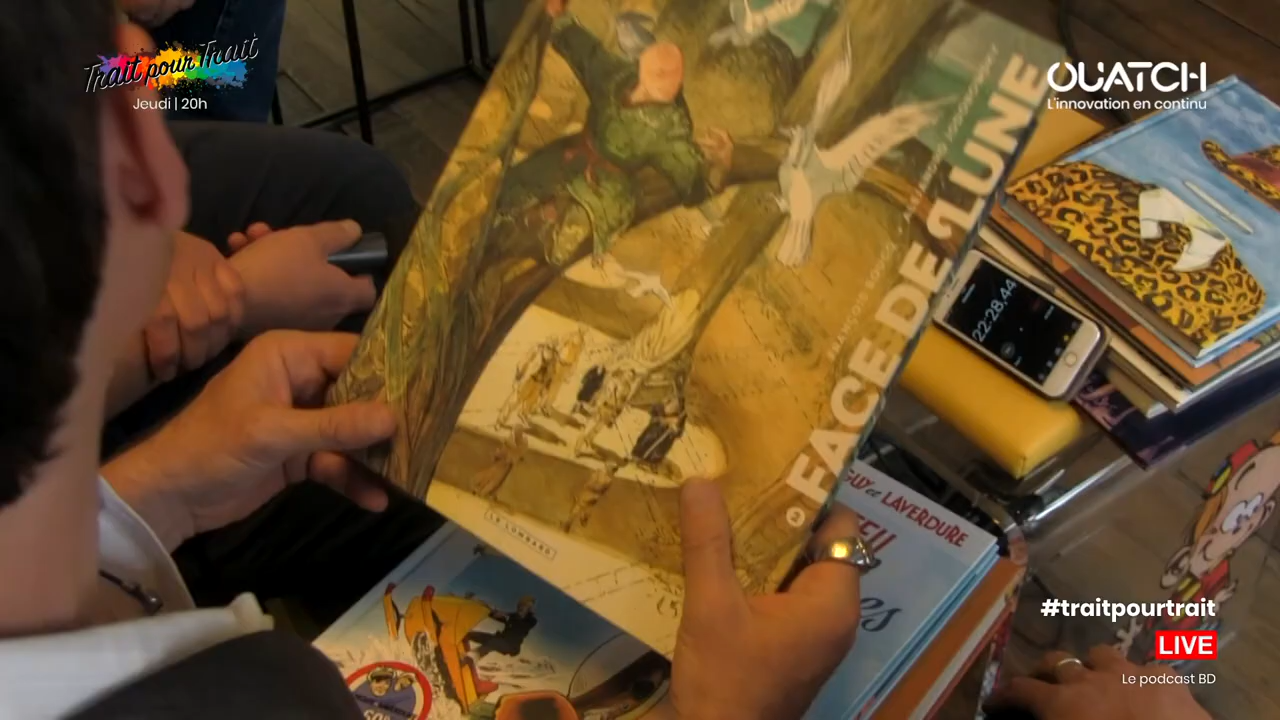 Trait pour Trait
Jeudi | 20h
OUATCH
L'innovation en continu
FACE DE LUNE
22:28,44
LE LOMBARD
GUY et LAVERDURE
#traitpourtrait
LIVE
Le podcast BD